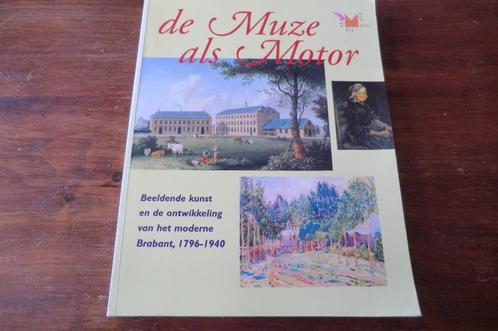 de Muze
als Motor
Beeldende kunst
en de ontwikkeling
van het moderne
Brabant, 1796-1940